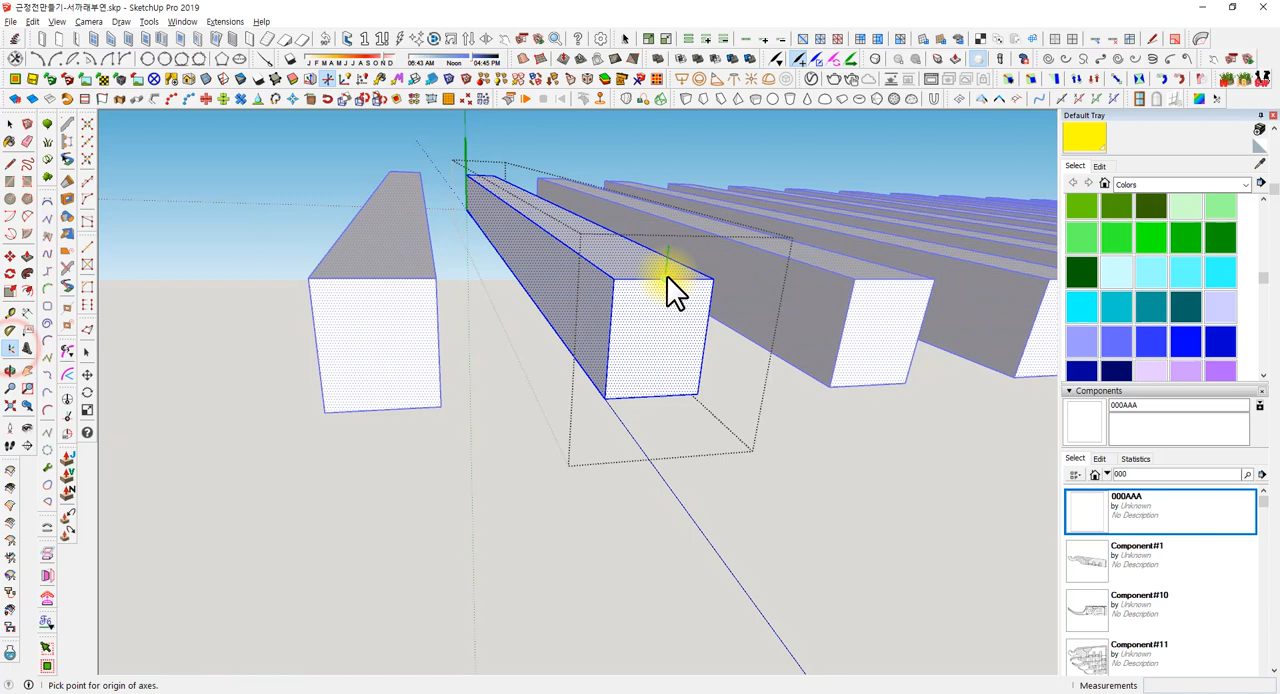 근정전만들기-서까래부연.skp - SketchUp Pro 2019
File Edit View Camera Draw Tools Window Extensions Help
J F M A M J J A S O N D 06:43 AM Noon 04:45 PM
Default Tray
Select Edit
Colors
Components
000AAA
Select Edit Statistics
000
000AAA
by Unknown
No Description
Component#1
by Unknown
No Description
Component#10
by Unknown
No Description
Component#11
by Unknown
No Description
Pick point for origin of axes.
Measurements